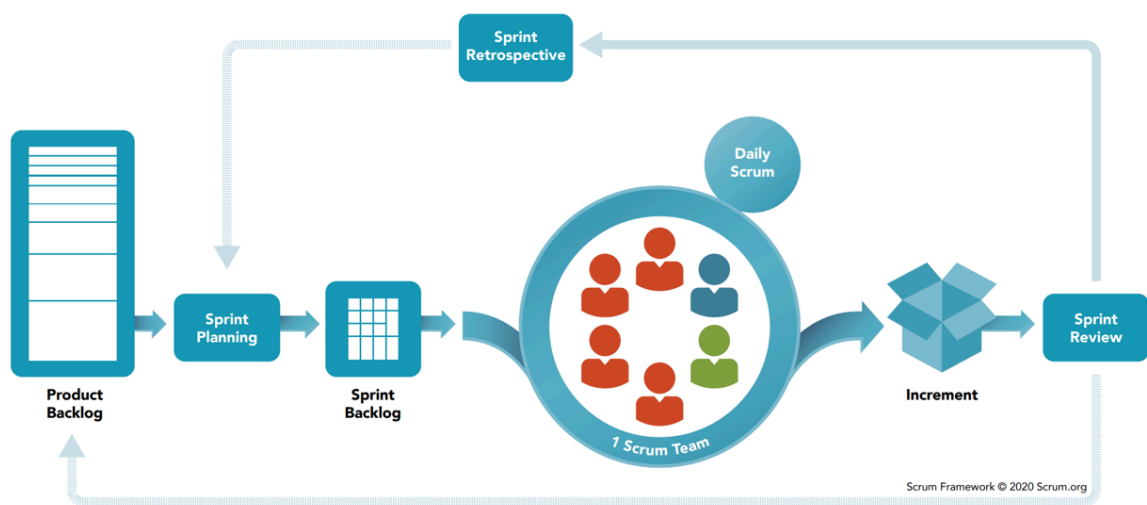 Sprint
Retrospective
Daily
Scrum
Sprint
Planning
Sprint
Review
Product
Backlog
Sprint
Backlog
Increment
1 Scrum Team
Scrum Framework © 2020 Scrum.org